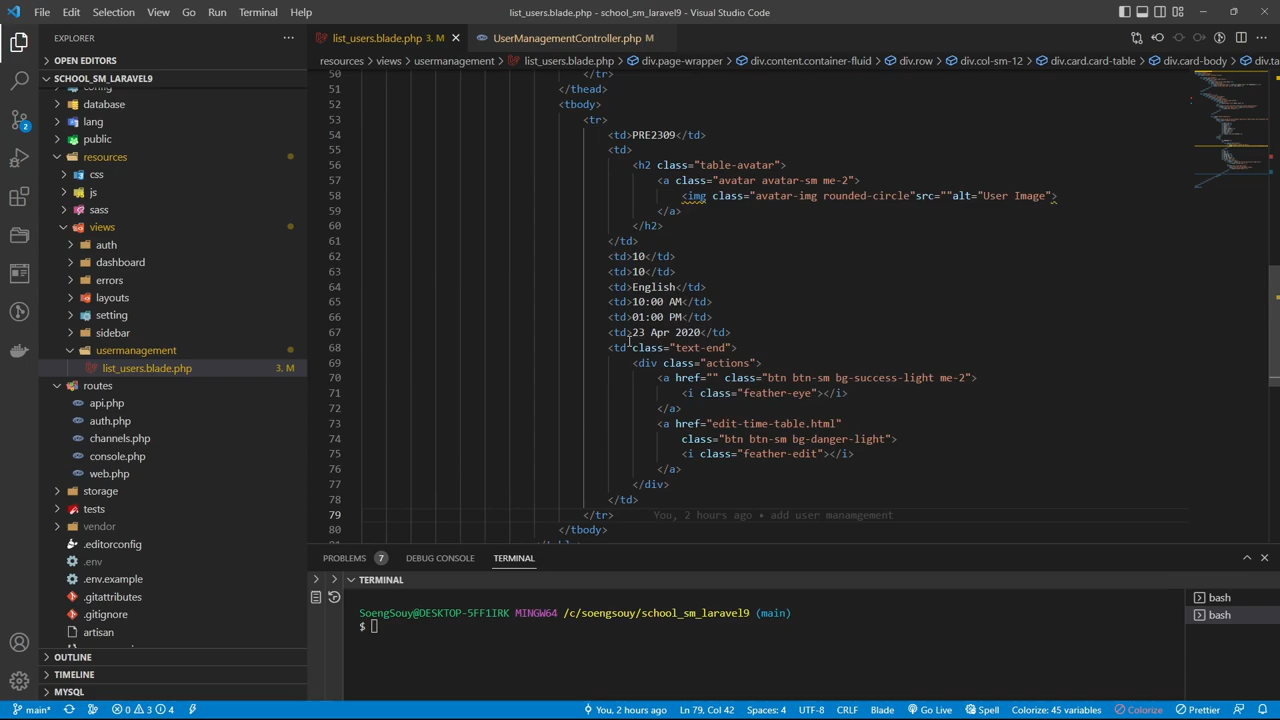 File Edit Selection View Go Run Terminal Help
list_users.blade.php - school_sm_laravel9 - Visual Studio Code
EXPLORER
OPEN EDITORS
SCHOOL_SM_LARAVEL9
config
database
lang
public
resources
css
js
sass
views
auth
dashboard
errors
layouts
setting
sidebar
usermanagement
list_users.blade.php 3, M
routes
api.php
auth.php
channels.php
console.php
web.php
storage
tests
vendor
.editorconfig
.env
.env.example
.gitattributes
.gitignore
artisan
OUTLINE
TIMELINE
MYSQL
2
list_users.blade.php 3, M
UserManagementController.php M
resources > views > usermanagement > list_users.blade.php > div.page-wrapper > div.content.container-fluid > div.row > div.col-sm-12 > div.card.card-table > div.card-body > div.ta
50 </tr>
51 </thead>
52 <tbody>
53 <tr>
54 <td>PRE2309</td>
55 <td>
56 <h2 class="table-avatar">
57 <a class="avatar avatar-sm me-2">
58 <img class="avatar-img rounded-circle"src=""alt="User Image">
59 </a>
60 </h2>
61 </td>
62 <td>10</td>
63 <td>10</td>
64 <td>English</td>
65 <td>10:00 AM</td>
66 <td>01:00 PM</td>
67 <td>23 Apr 2020</td>
68 <td class="text-end">
69 <div class="actions">
70 <a href="" class="btn btn-sm bg-success-light me-2">
71 <i class="feather-eye"></i>
72 </a>
73 <a href="edit-time-table.html"
74 class="btn btn-sm bg-danger-light">
75 <i class="feather-edit"></i>
76 </a>
77 </div>
78 </td>
79 </tr> You, 2 hours ago • add user manamgement
80 </tbody>
PROBLEMS 7 DEBUG CONSOLE TERMINAL
TERMINAL
SoengSouy@DESKTOP-5FF1IRK MINGW64 /c/soengsouy/school_sm_laravel9 (main)
$
bash
bash
main* 0 3 4 You, 2 hours ago Ln 79, Col 42 Spaces: 4 UTF-8 CRLF Blade Go Live Spell Colorize: 45 variables Colorize Prettier